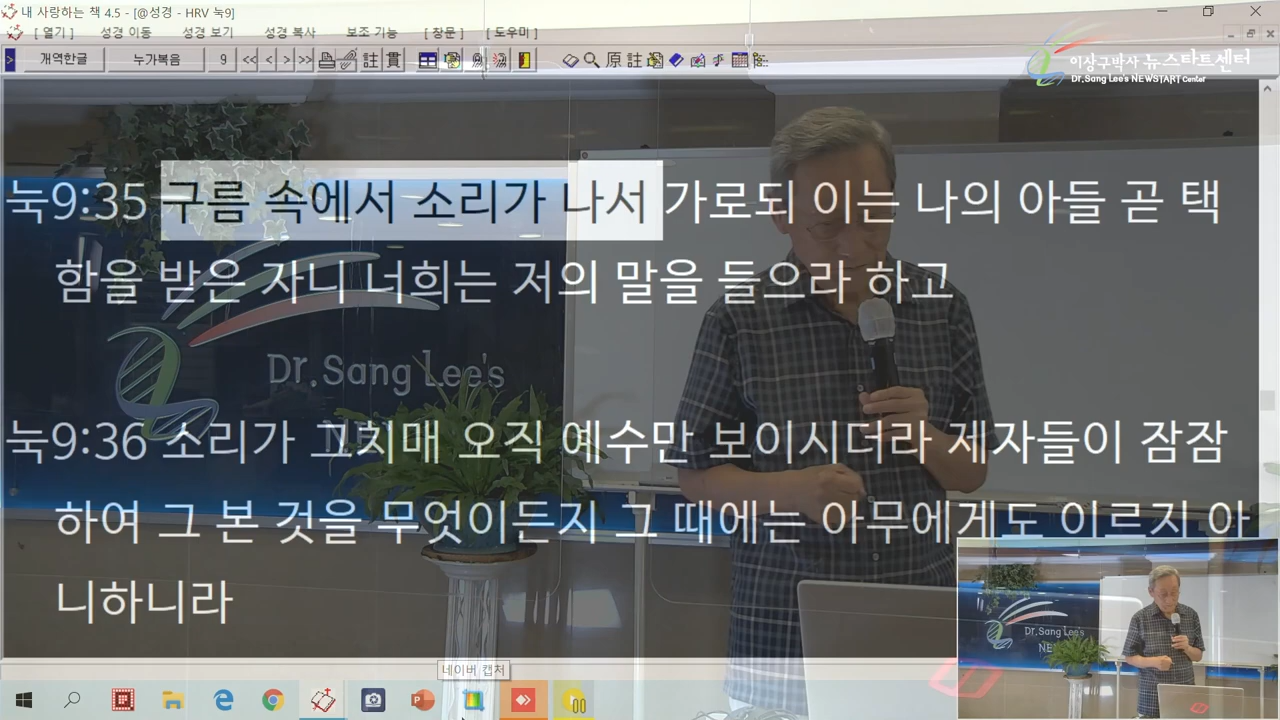 내 사랑하는 책 4.5 - [@성경 - HRV 눅9]
[ 열기 ] 성경 이동 성경 보기 성경 복사 보조 기능 [ 창문 ] [ 도우미 ]
> 개역한글 누가복음 9 << < > >> 註 貫 原 註
이상구박사 뉴스타트센터
Dr.Sang Lee's NEWSTART Center
눅9:35 구름 속에서 소리가 나서 가로되 이는 나의 아들 곧 택
함을 받은 자니 너희는 저의 말을 들으라 하고
Dr.Sang Lee's
눅9:36 소리가 그치매 오직 예수만 보이시더라 제자들이 잠잠
하여 그 본 것을 무엇이든지 그 때에는 아무에게도 이르지 아
니하니라
Dr.Sang Lee's
네이버 캡처